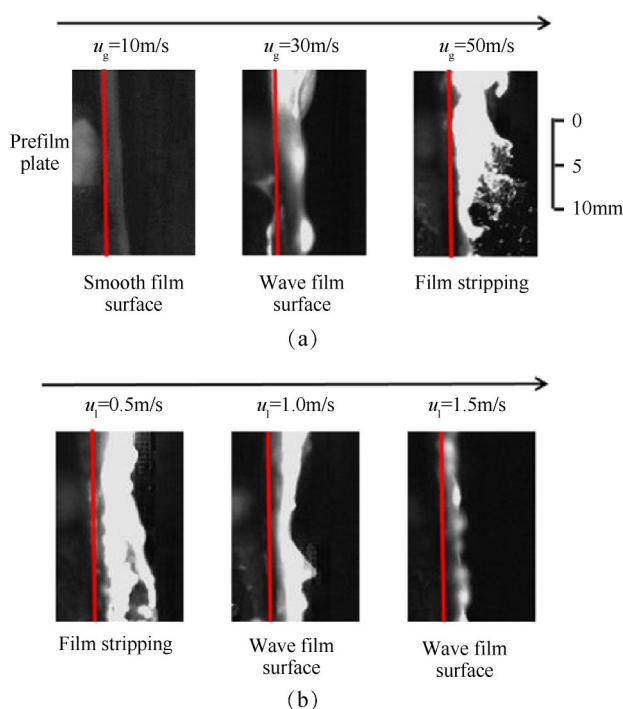 u_g=10m/s
u_g=30m/s
u_g=50m/s
Prefilm
plate
0
5
10mm
Smooth film
surface
Wave film
surface
Film stripping
(a)
u_l=0.5m/s
u_l=1.0m/s
u_l=1.5m/s
Film stripping
Wave film
surface
Wave film
surface
(b)